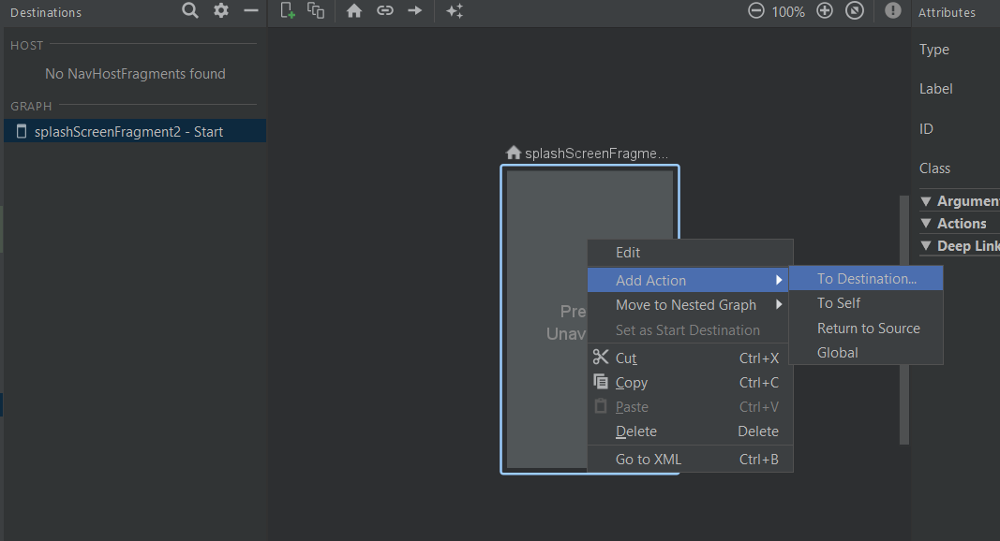 Destinations
HOST
No NavHostFragments found
GRAPH
splashScreenFragment2 - Start
100%
splashScreenFragme...
Pre
Unav
Edit
Add Action
Move to Nested Graph
Set as Start Destination
Cut Ctrl+X
Copy Ctrl+C
Paste Ctrl+V
Delete Delete
Go to XML Ctrl+B
To Destination...
To Self
Return to Source
Global
Attributes
Type
Label
ID
Class
Argumen
Actions
Deep Link